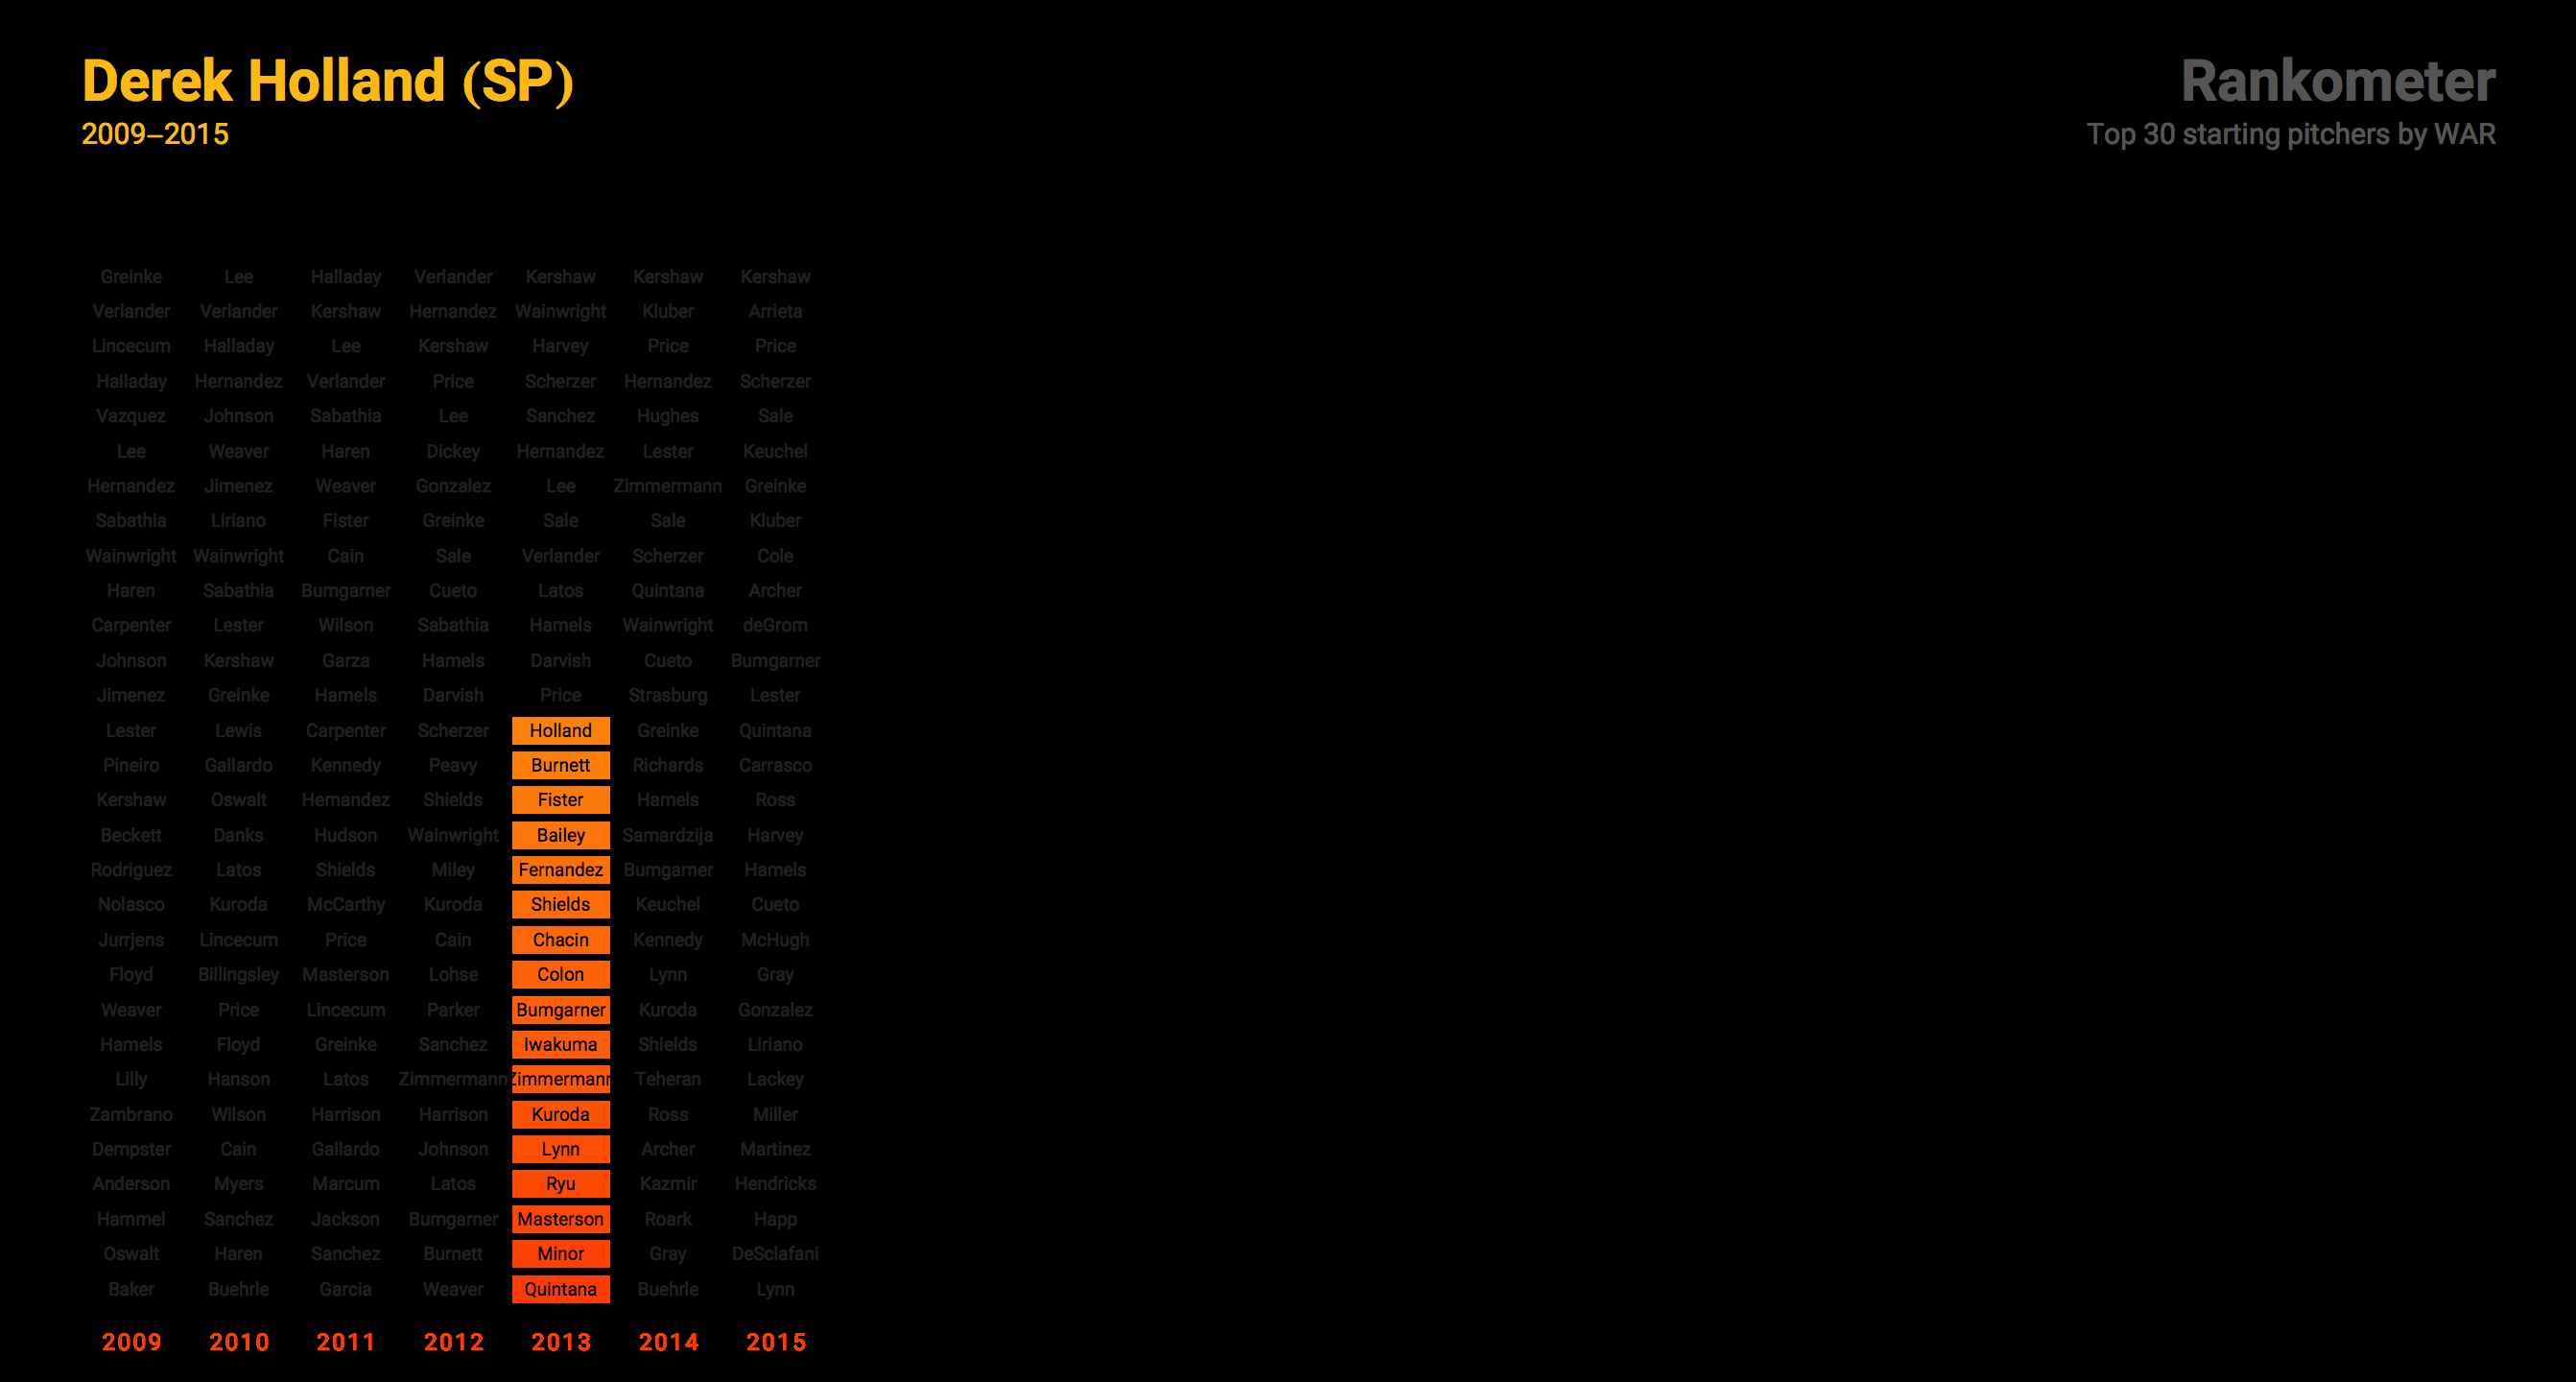 Derek Holland (SP)
2009–2015
Rankometer
Top 30 starting pitchers by WAR
Greinke Lee Halladay Verlander Kershaw Kershaw Kershaw
Verlander Verlander Kershaw Hernandez Wainwright Kluber Arrieta
Lincecum Halladay Lee Kershaw Harvey Price Price
Halladay Hernandez Verlander Price Scherzer Hernandez Scherzer
Vazquez Johnson Sabathia Lee Sanchez Hughes Sale
Lee Weaver Haren Dickey Hernandez Lester Keuchel
Hernandez Jimenez Weaver Gonzalez Lee Zimmermann Greinke
Sabathia Liriano Fister Greinke Sale Sale Kluber
Wainwright Wainwright Cain Sale Verlander Scherzer Cole
Haren Sabathia Bumgarner Cueto Latos Quintana Archer
Carpenter Lester Wilson Sabathia Hamels Wainwright deGrom
Johnson Kershaw Garza Hamels Darvish Cueto Bumgarner
Jimenez Greinke Hamels Darvish Price Strasburg Lester
Lester Lewis Carpenter Scherzer Holland Greinke Quintana
Pineiro Gallardo Kennedy Peavy Burnett Richards Carrasco
Kershaw Oswalt Hernandez Shields Fister Hamels Ross
Beckett Danks Hudson Wainwright Bailey Samardzija Harvey
Rodriguez Latos Shields Miley Fernandez Bumgarner Hamels
Nolasco Kuroda McCarthy Kuroda Shields Keuchel Cueto
Jurrjens Lincecum Price Cain Chacin Kennedy McHugh
Floyd Billingsley Masterson Lohse Colon Lynn Gray
Weaver Price Lincecum Parker Bumgarner Kuroda Gonzalez
Hamels Floyd Greinke Sanchez Iwakuma Shields Liriano
Lilly Hanson Latos Zimmermann Zimmermann Teheran Lackey
Zambrano Wilson Harrison Harrison Kuroda Ross Miller
Dempster Cain Gallardo Johnson Lynn Archer Martinez
Anderson Myers Marcum Latos Ryu Kazmir Hendricks
Hammel Sanchez Jackson Bumgarner Masterson Roark Happ
Oswalt Haren Sanchez Burnett Minor Gray DeSclafani
Baker Buehrle Garcia Weaver Quintana Buehrle Lynn
2009 2010 2011 2012 2013 2014 2015